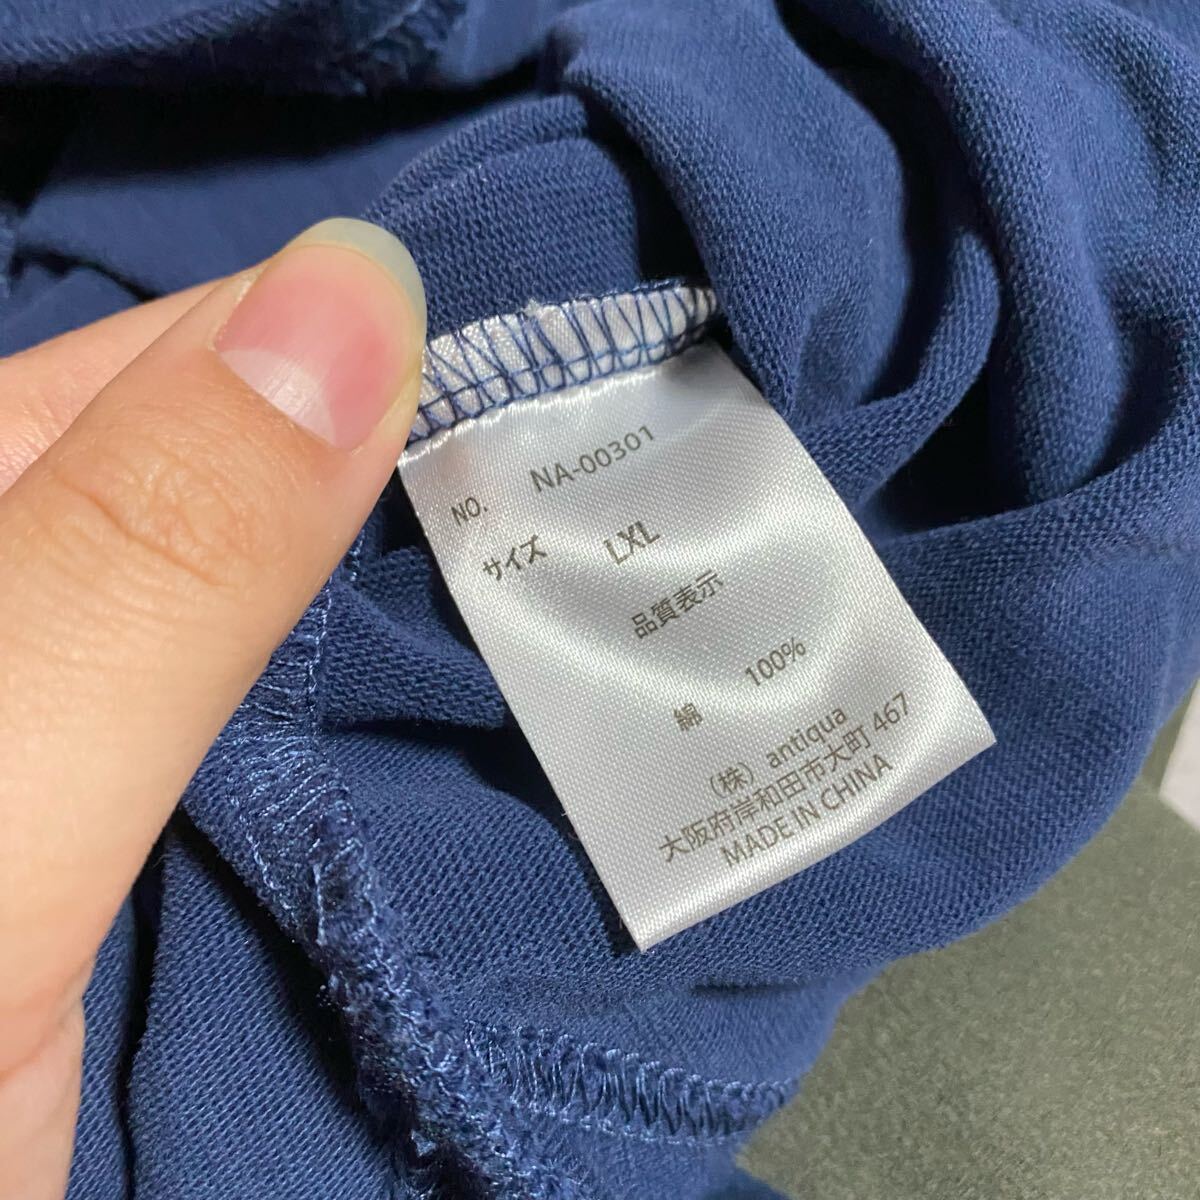 NO. NA-00301
サイズ LXL
品質表示
綿 100%
(株) antiqua
大阪府岸和田市大町 467
MADE IN CHINA